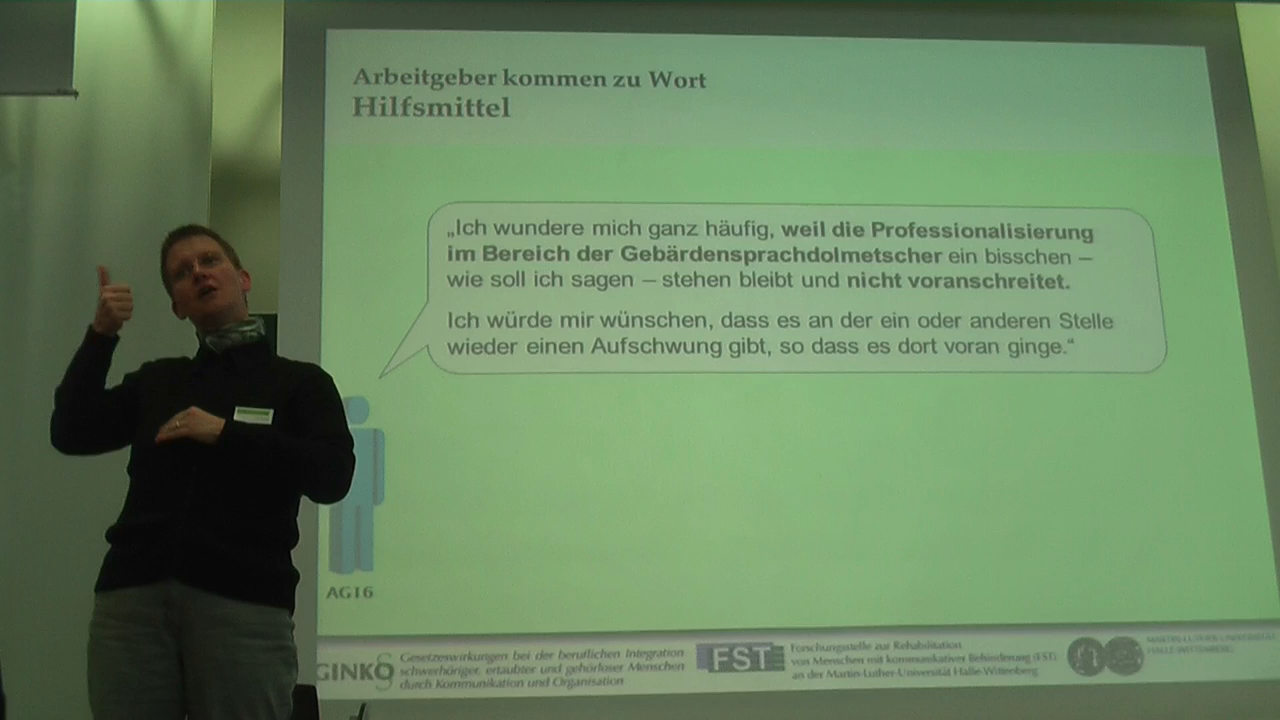 Arbeitgeber kommen zu Wort
Hilfsmittel
„Ich wundere mich ganz häufig, weil die Professionalisierung
im Bereich der Gebärdensprachdolmetscher ein bisschen –
wie soll ich sagen – stehen bleibt und nicht voranschreitet.
Ich würde mir wünschen, dass es an der ein oder anderen Stelle
wieder einen Aufschwung gibt, so dass es dort voran ginge.“
AG16
GINKO
Gesetzeswirkungen bei der beruflichen Integration
schwerhöriger, ertaubter und gehörloser Menschen
durch Kommunikation und Organisation
FST
Forschungsstelle zur Rehabilitation
von Menschen mit kommunikativer Behinderung (FST)
an der Martin-Luther-Universität Halle-Wittenberg
MARTIN-LUTHER-UNIVERSITÄT
HALLE-WITTENBERG